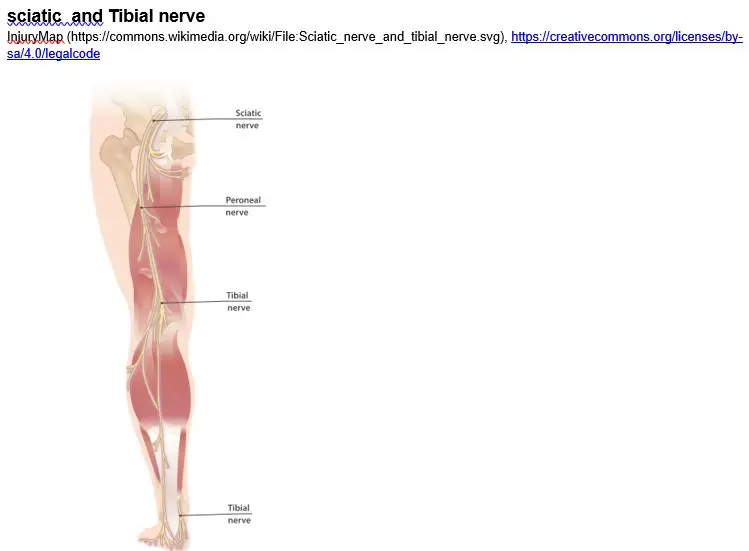 sciatic and Tibial nerve
InjuryMap (https://commons.wikimedia.org/wiki/File:Sciatic_nerve_and_tibial_nerve.svg), https://creativecommons.org/licenses/by-
sa/4.0/legalcode
Sciatic
nerve
Peroneal
nerve
Tibial
nerve
Tibial
nerve